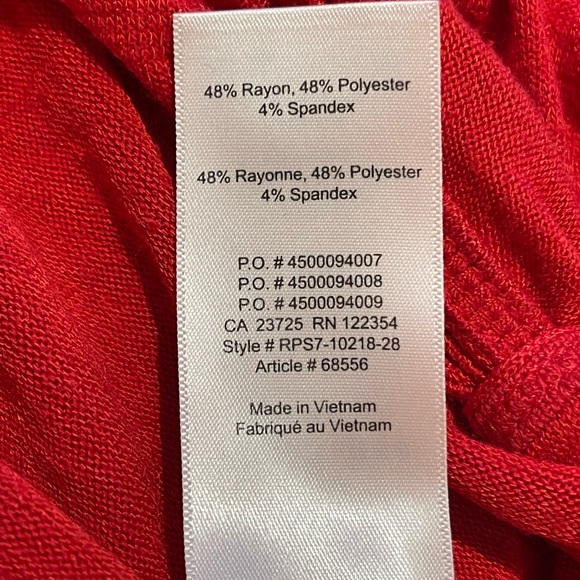 48% Rayon, 48% Polyester
4% Spandex
48% Rayonne, 48% Polyester
4% Spandex
P.O. # 4500094007
P.O. # 4500094008
P.O. # 4500094009
CA 23725 RN 122354
Style # RPS7-10218-28
Article # 68556
Made in Vietnam
Fabriqué au Vietnam